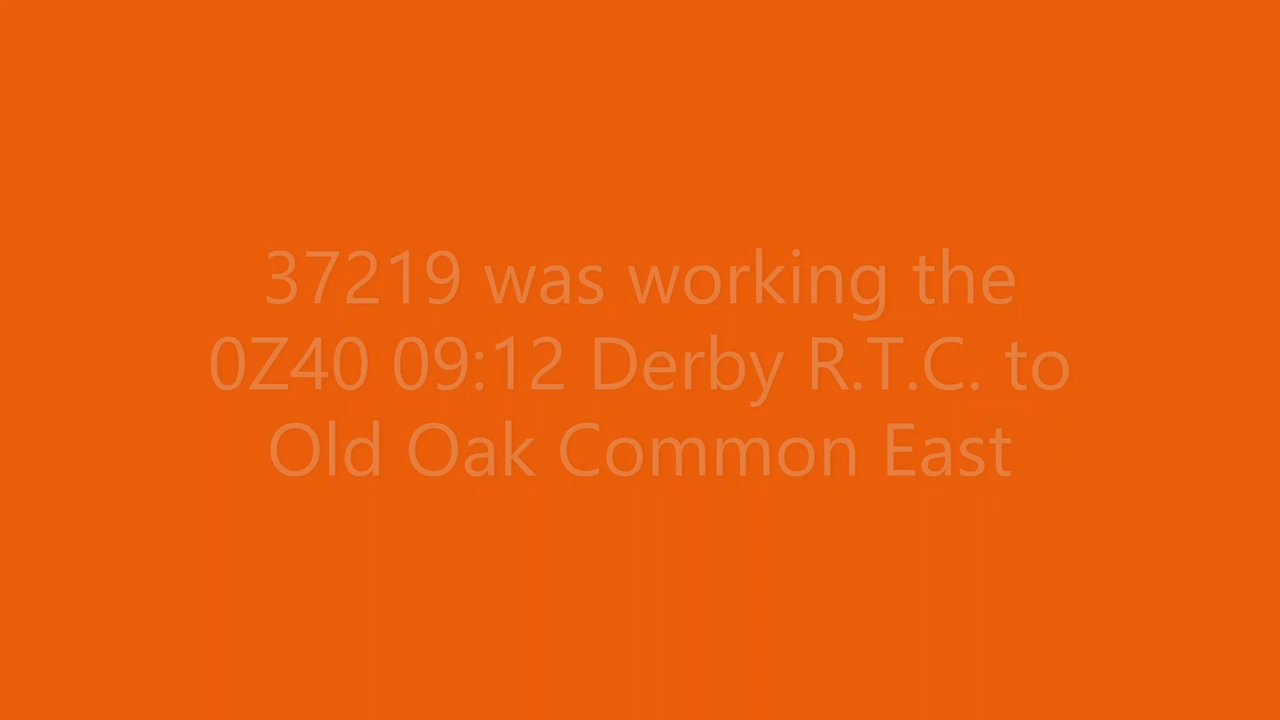 37219 was working the
0Z40 09:12 Derby R.T.C. to
Old Oak Common East